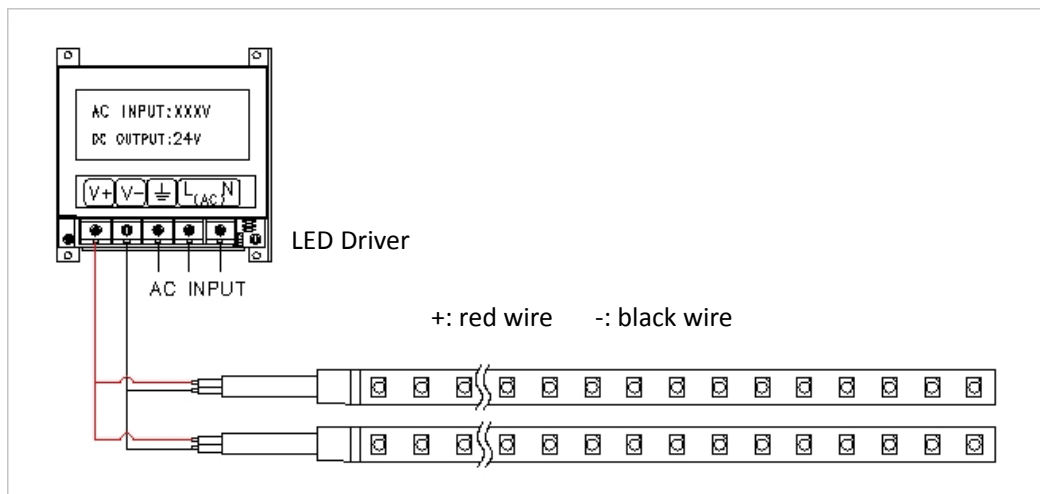 AC INPUT:XXXV
DC OUTPUT:24V
V+ V- L(AC)N
LED Driver
AC INPUT
+: red wire -: black wire